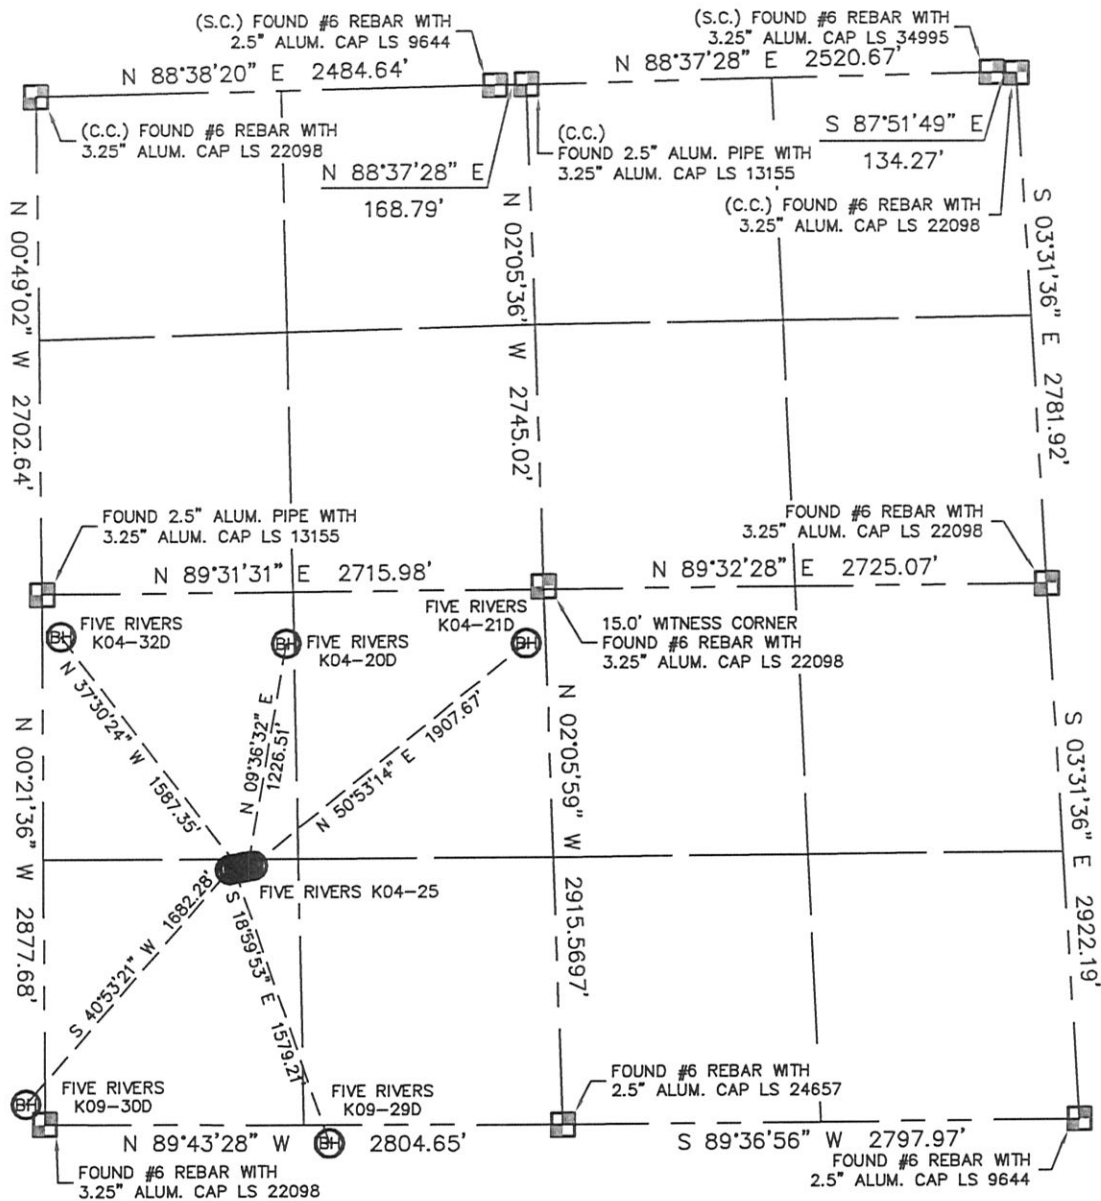 (S.C.) FOUND #6 REBAR WITH
2.5" ALUM. CAP LS 9644
(S.C.) FOUND #6 REBAR WITH
3.25" ALUM. CAP LS 34995
N 88°38'20" E 2484.64'
N 88°37'28" E 2520.67'
(C.C.) FOUND #6 REBAR WITH
3.25" ALUM. CAP LS 22098
N 88°37'28" E
168.79'
(C.C.)
FOUND 2.5" ALUM. PIPE WITH
3.25" ALUM. CAP LS 13155
S 87°51'49" E
134.27'
(C.C.) FOUND #6 REBAR WITH
3.25" ALUM. CAP LS 22098
N 00°49'02" W 2702.64'
N 02°05'36" W 2745.02'
S 03°31'36" E 2781.92'
FOUND 2.5" ALUM. PIPE WITH
3.25" ALUM. CAP LS 13155
FOUND #6 REBAR WITH
3.25" ALUM. CAP LS 22098
N 89°31'31" E 2715.98'
N 89°32'28" E 2725.07'
BH
FIVE RIVERS
K04-32D
BH
FIVE RIVERS
K04-20D
FIVE RIVERS
K04-21D
BH
15.0' WITNESS CORNER
FOUND #6 REBAR WITH
3.25" ALUM. CAP LS 22098
N 37°30'24" W 1587.35'
N 09°36'32" E
1226.51'
N 50°53'14" E 1907.67'
N 00°21'36" W 2877.68'
N 02°05'59" W 2915.5697'
S 03°31'36" E 2922.19'
FIVE RIVERS K04-25
S 40°53'21" W 1682.28'
S 18°59'53" E 1579.21'
BH
FIVE RIVERS
K09-30D
FIVE RIVERS
K09-29D
BH
FOUND #6 REBAR WITH
2.5" ALUM. CAP LS 24657
N 89°43'28" W 2804.65'
S 89°36'56" W 2797.97'
FOUND #6 REBAR WITH
3.25" ALUM. CAP LS 22098
FOUND #6 REBAR WITH
2.5" ALUM. CAP LS 9644